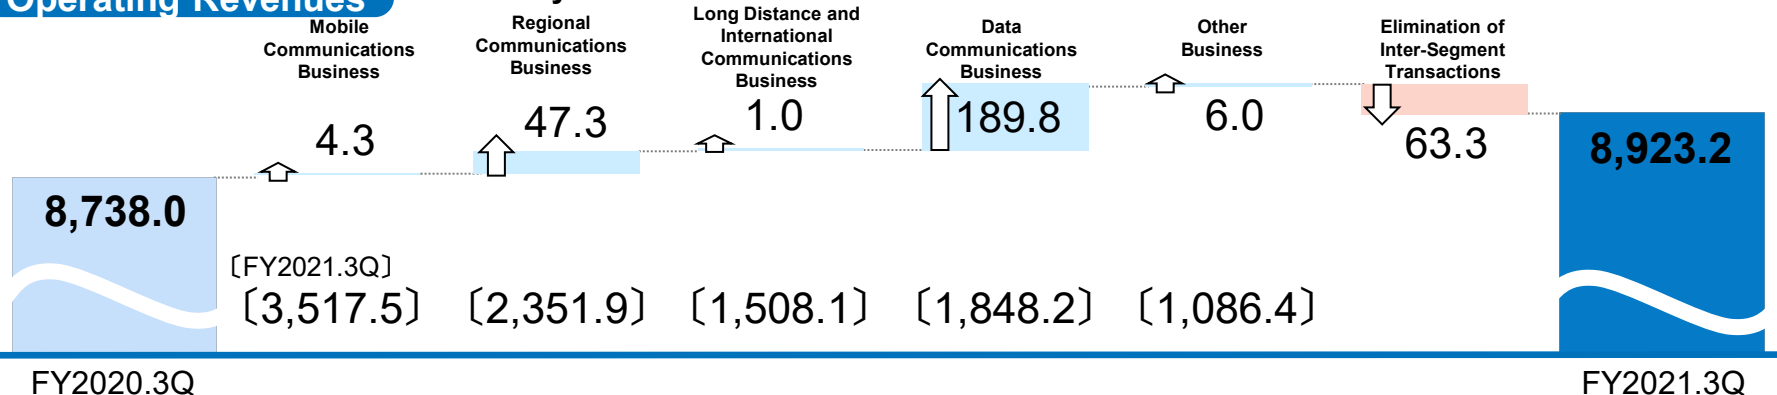 Operating Revenues
Mobile
Communications
Business
4.3
Regional
Communications
Business
47.3
Long Distance and
International
Communications
Business
1.0
Data
Communications
Business
189.8
Other
Business
6.0
Elimination of
Inter-Segment
Transactions
63.3
8,738.0
8,923.2
〔FY2021.3Q〕
〔3,517.5〕 〔2,351.9〕 〔1,508.1〕 〔1,848.2〕 〔1,086.4〕
FY2020.3Q
FY2021.3Q